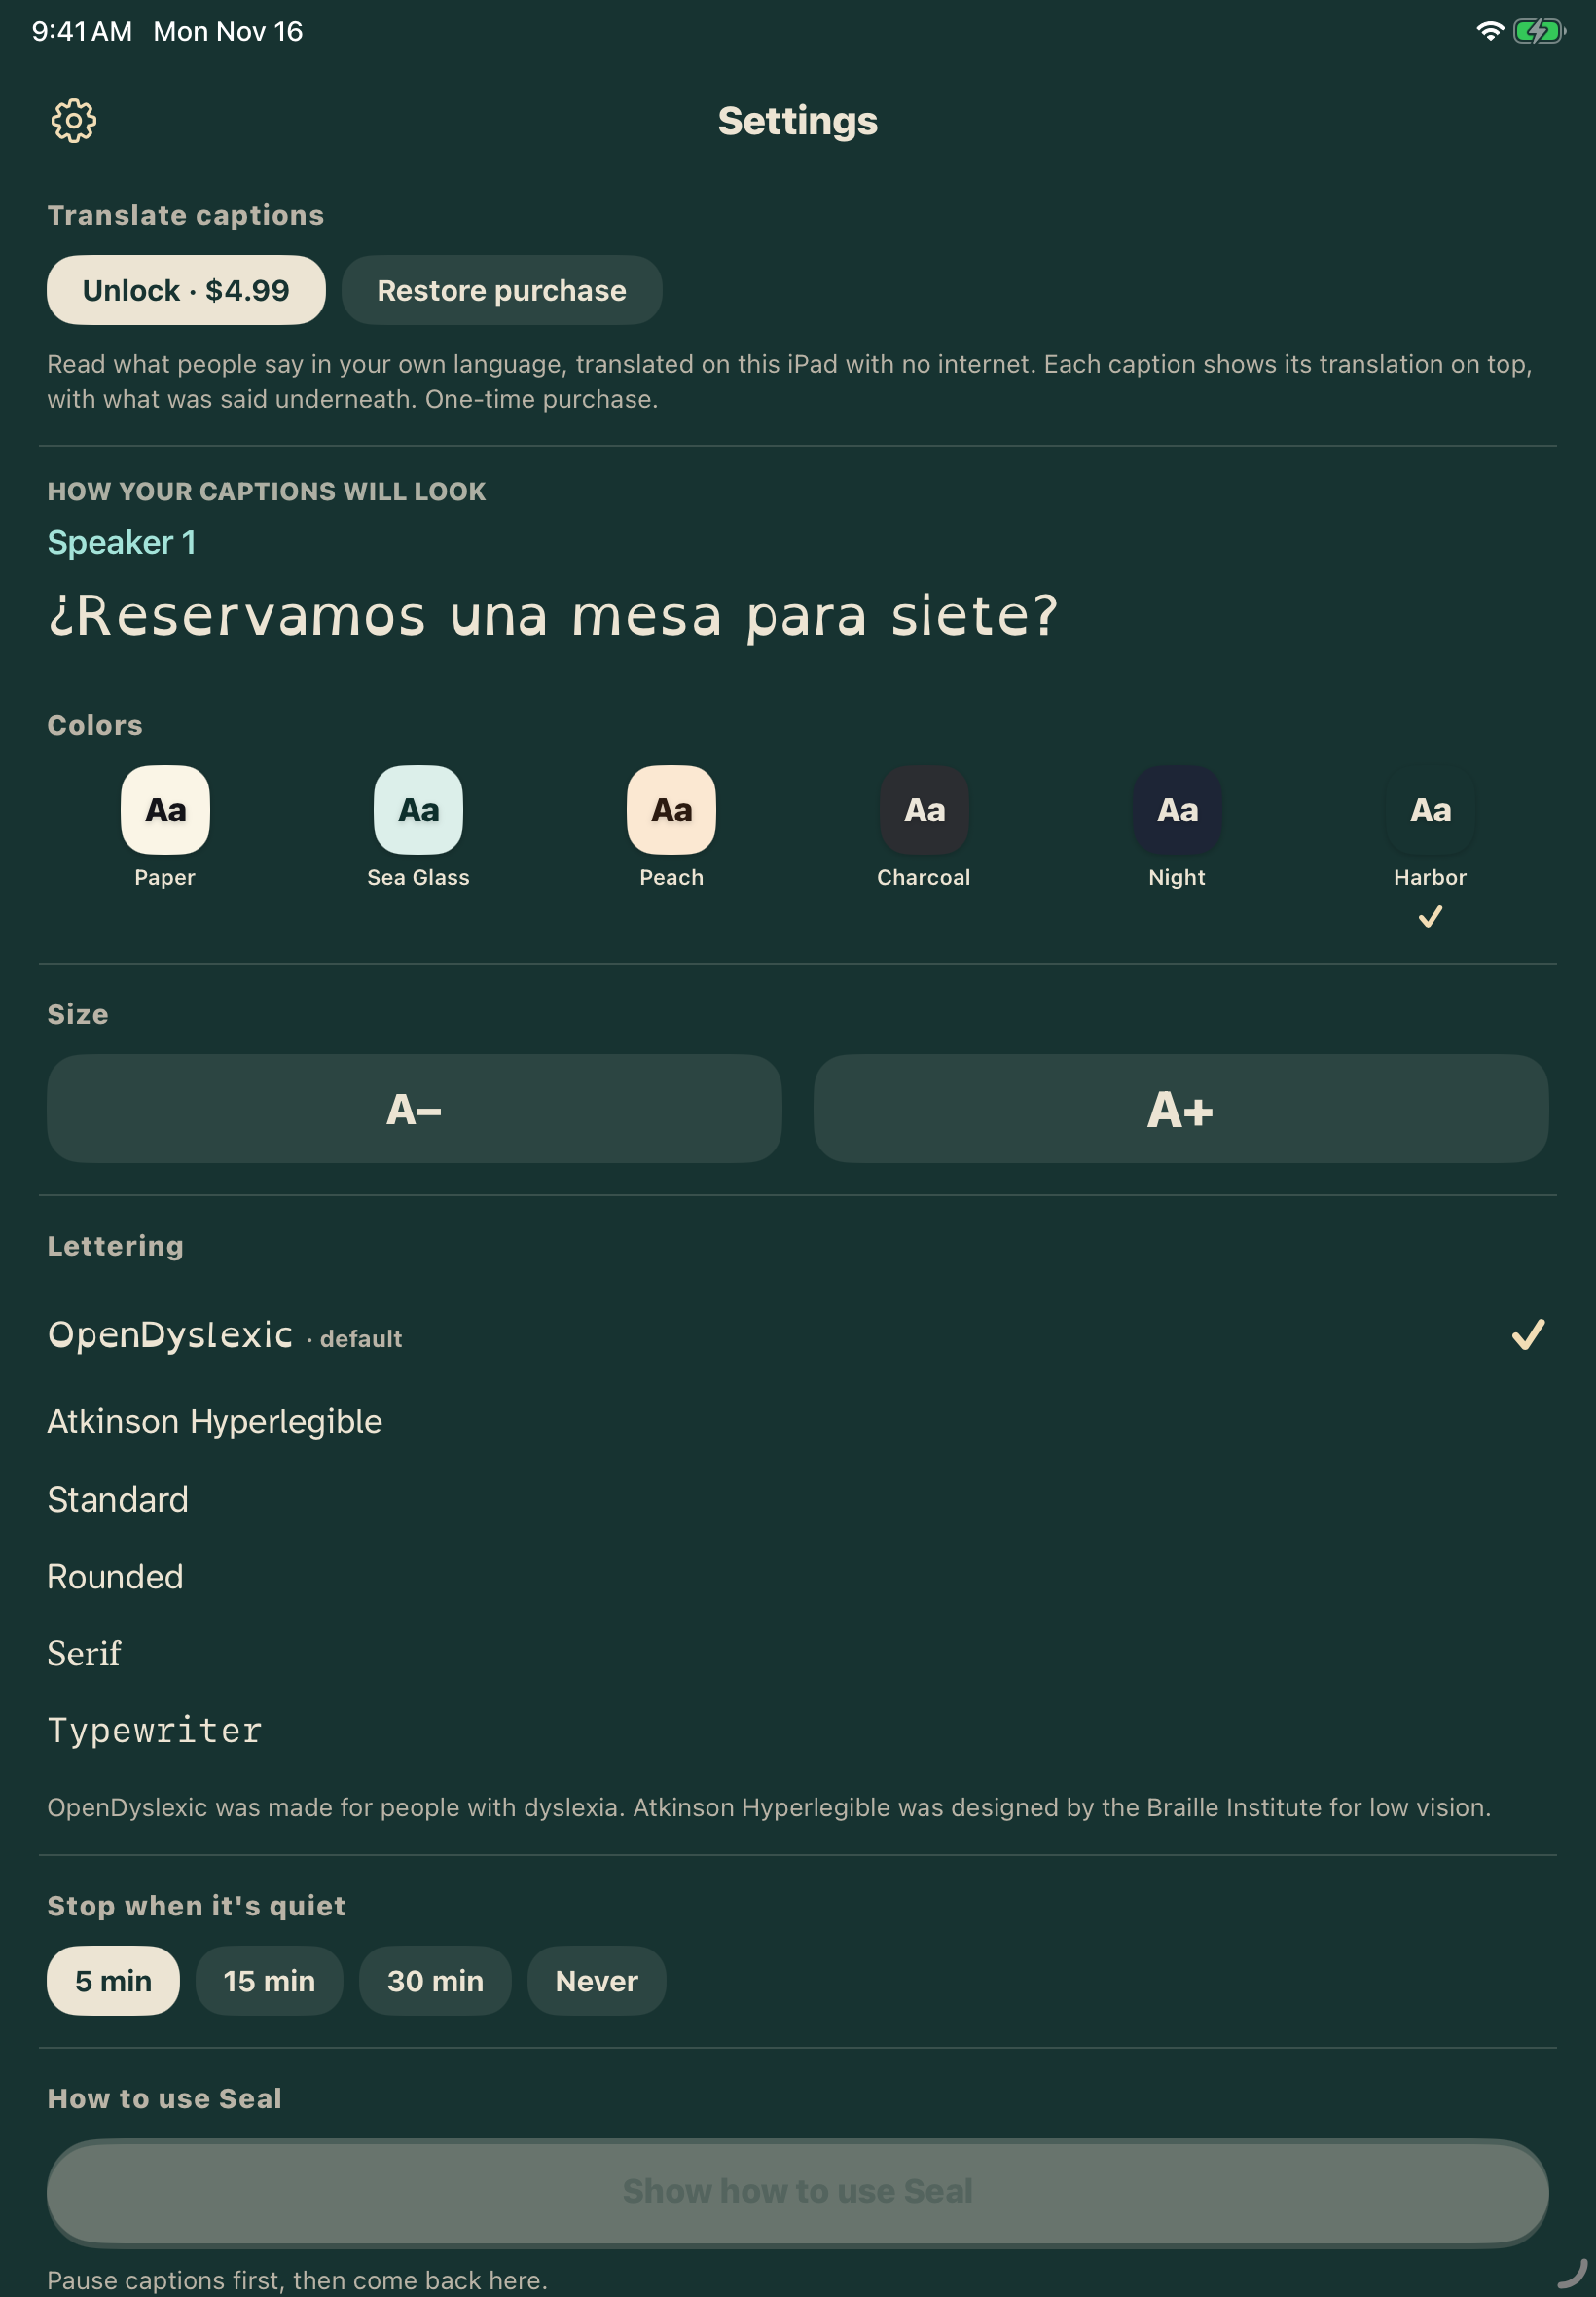 9:41 AM Mon Nov 16
Settings
Translate captions
Unlock · $4.99 Restore purchase
Read what people say in your own language, translated on this iPad with no internet. Each caption shows its translation on top,
with what was said underneath. One-time purchase.
HOW YOUR CAPTIONS WILL LOOK
Speaker 1
¿Reservamos una mesa para siete?
Colors
Aa Aa Aa Aa Aa Aa
Paper Sea Glass Peach Charcoal Night Harbor
Size
A− A+
Lettering
OpenDyslexic · default
Atkinson Hyperlegible
Standard
Rounded
Serif
Typewriter
OpenDyslexic was made for people with dyslexia. Atkinson Hyperlegible was designed by the Braille Institute for low vision.
Stop when it's quiet
5 min 15 min 30 min Never
How to use Seal
Show how to use Seal
Pause captions first, then come back here.